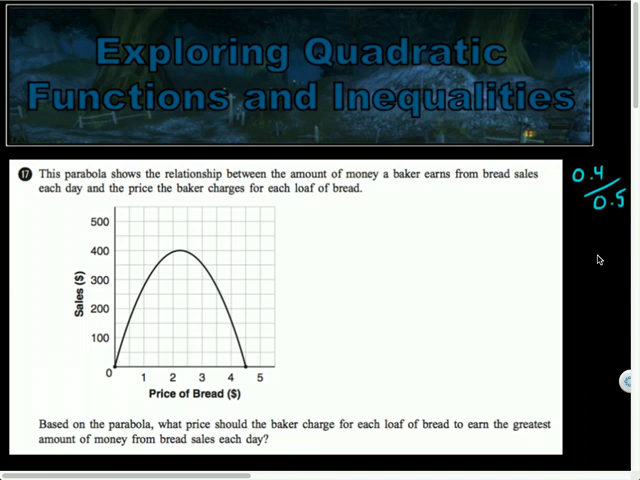 Exploring Quadratic
Functions and Inequalities
17 This parabola shows the relationship between the amount of money a baker earns from bread sales
each day and the price the baker charges for each loaf of bread.
0.4/0.5
500
400
300
200
100
0
Sales ($)
1 2 3 4 5
Price of Bread ($)
Based on the parabola, what price should the baker charge for each loaf of bread to earn the greatest
amount of money from bread sales each day?